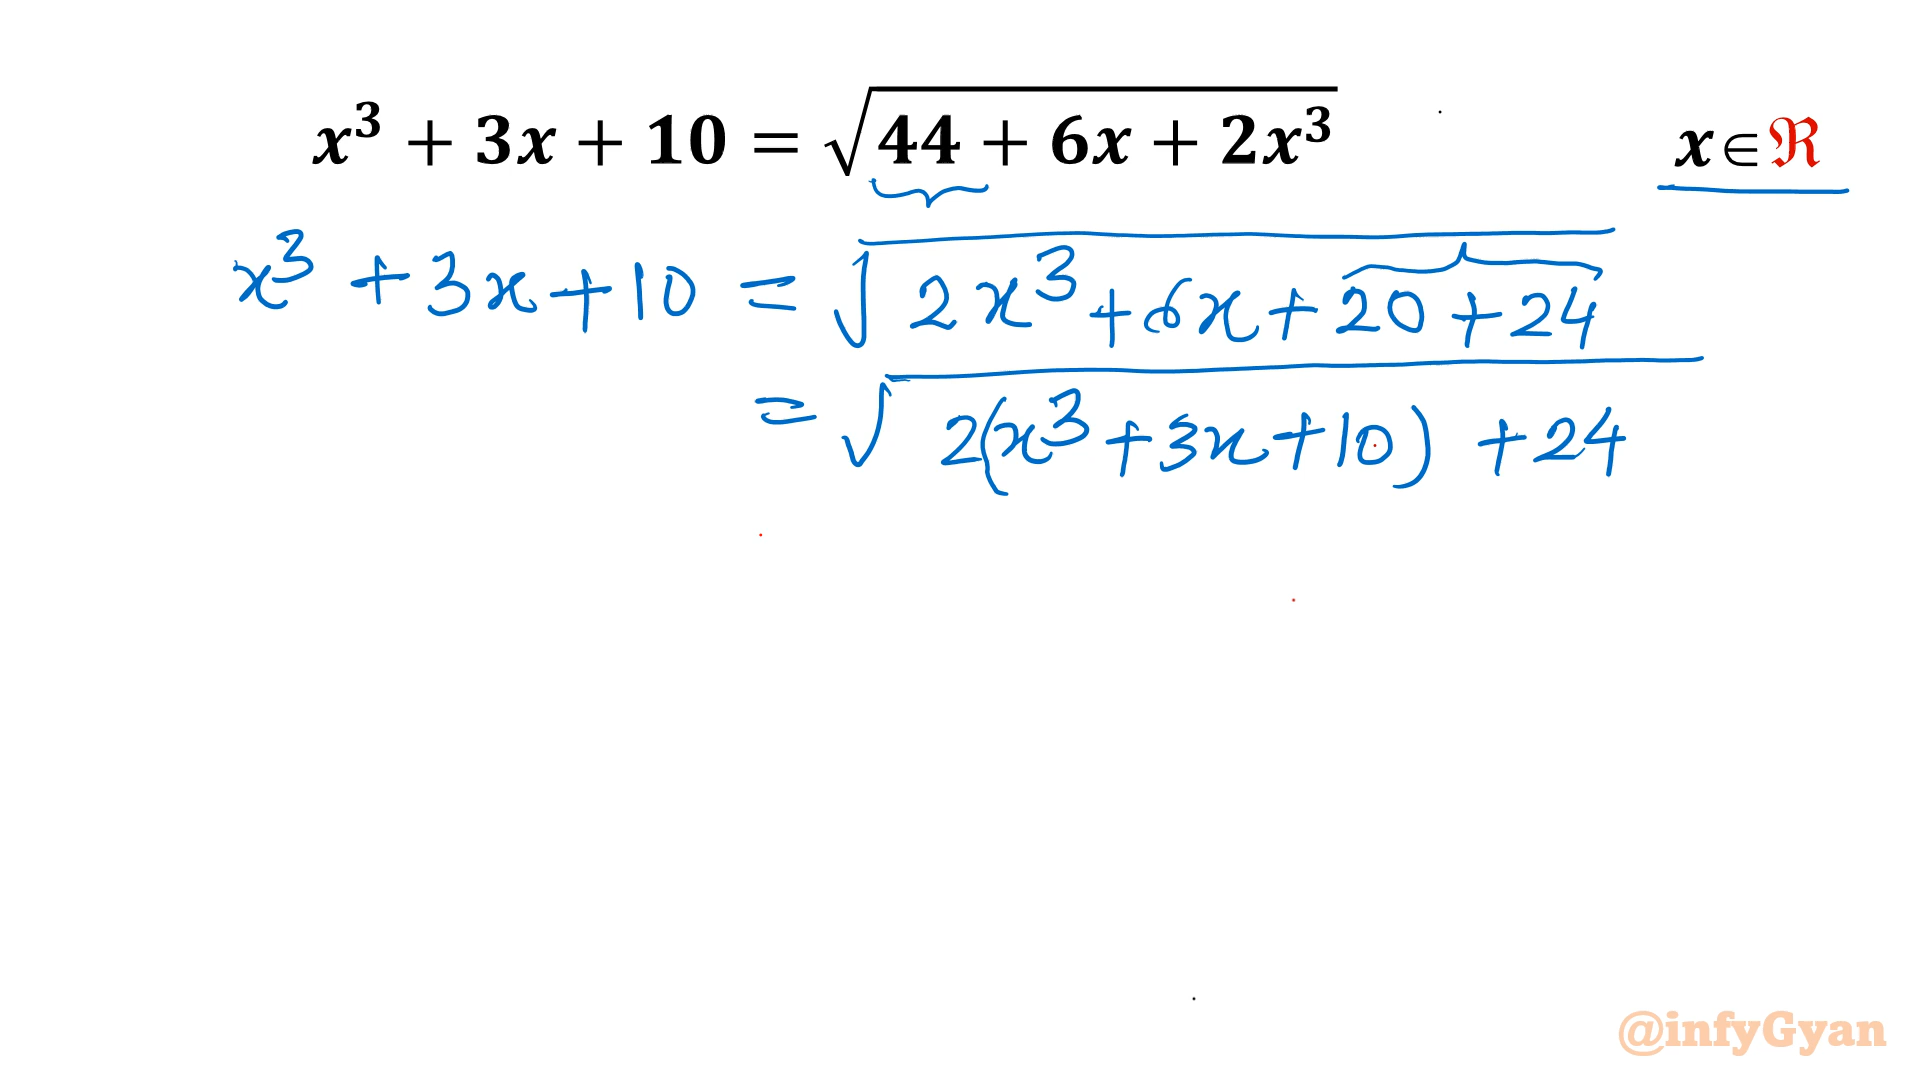 x³ + 3x + 10 = √(44 + 6x + 2x³) x∈ℜ
x³ + 3x + 10 = √(2x³ + 6x + 20 + 24)
= √(2(x³ + 3x + 10) + 24)
@infyGyan